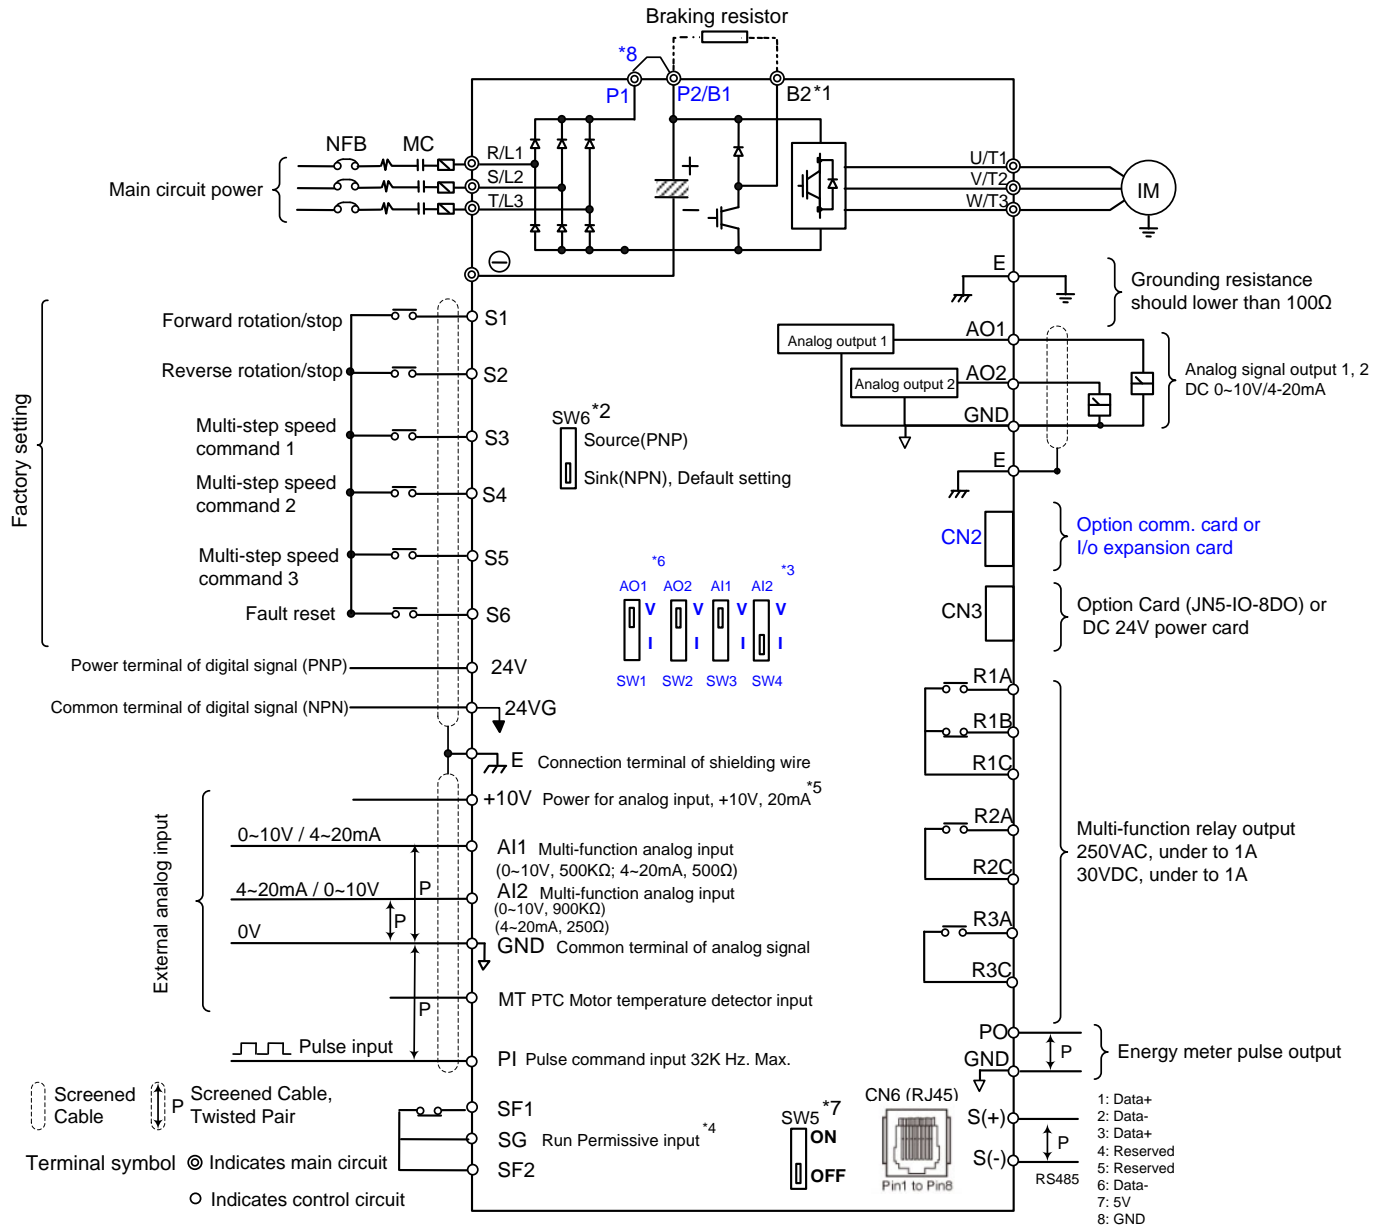 Braking resistor
*8
P1
P2/B1
B2*1
NFB
MC
R/L1
S/L2
T/L3
Main circuit power
+
−
U/T1
V/T2
W/T3
IM
E
Grounding resistance
should lower than 100Ω
Factory setting
Forward rotation/stop
S1
Reverse rotation/stop
S2
Multi-step speed
command 1
S3
Multi-step speed
command 2
S4
Multi-step speed
command 3
S5
Fault reset
S6
Power terminal of digital signal (PNP)
24V
Common terminal of digital signal (NPN)
24VG
E Connection terminal of shielding wire
SW6*2
Source(PNP)
Sink(NPN), Default setting
*6
*3
AO1 AO2 AI1 AI2
V V V V
I I I I
SW1 SW2 SW3 SW4
Analog output 1
AO1
Analog output 2
AO2
GND
E
Analog signal output 1, 2
DC 0~10V/4-20mA
CN2
Option comm. card or
I/o expansion card
CN3
Option Card (JN5-IO-8DO) or
DC 24V power card
R1A
R1B
R1C
R2A
R2C
R3A
R3C
Multi-function relay output
250VAC, under to 1A
30VDC, under to 1A
External analog input
+10V Power for analog input, +10V, 20mA*5
0~10V / 4~20mA
AI1 Multi-function analog input
(0~10V, 500KΩ; 4~20mA, 500Ω)
P
4~20mA / 0~10V
AI2 Multi-function analog input
(0~10V, 900KΩ)
(4~20mA, 250Ω)
P
0V
GND Common terminal of analog signal
MT PTC Motor temperature detector input
P
Pulse input
PI Pulse command input 32K Hz. Max.
PO
P
GND
Energy meter pulse output
Screened
Cable
P
Screened Cable,
Twisted Pair
SF1
SG Run Permissive input *4
SF2
Terminal symbol
Indicates main circuit
Indicates control circuit
SW5*7
ON
OFF
CN6 (RJ45)
Pin1 to Pin8
S(+)
P
S(-)
RS485
1: Data+
2: Data-
3: Data+
4: Reserved
5: Reserved
6: Data-
7: 5V
8: GND